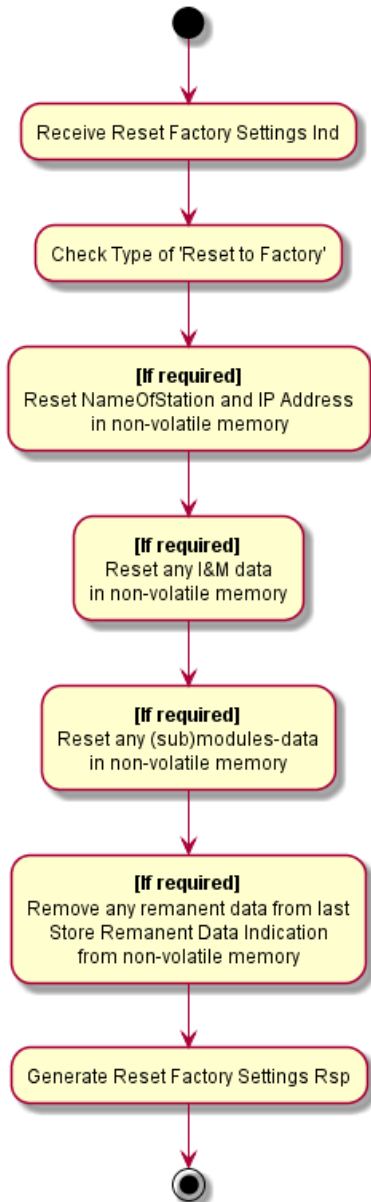 Receive Reset Factory Settings Ind
Check Type of 'Reset to Factory'
[If required]
Reset NameOfStation and IP Address
in non-volatile memory
[If required]
Reset any I&M data
in non-volatile memory
[If required]
Reset any (sub)modules-data
in non-volatile memory
[If required]
Remove any remanent data from last
Store Remanent Data Indication
from non-volatile memory
Generate Reset Factory Settings Rsp